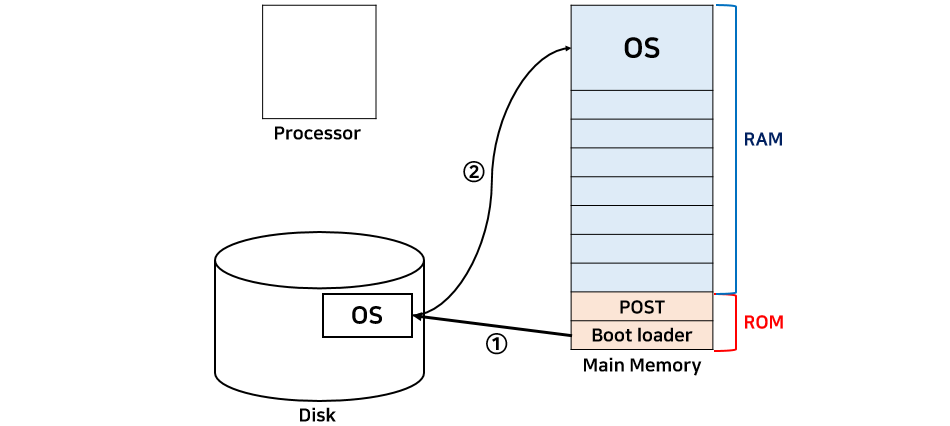 Processor
OS
RAM
②
OS
①
POST
Boot loader
ROM
Main Memory
Disk